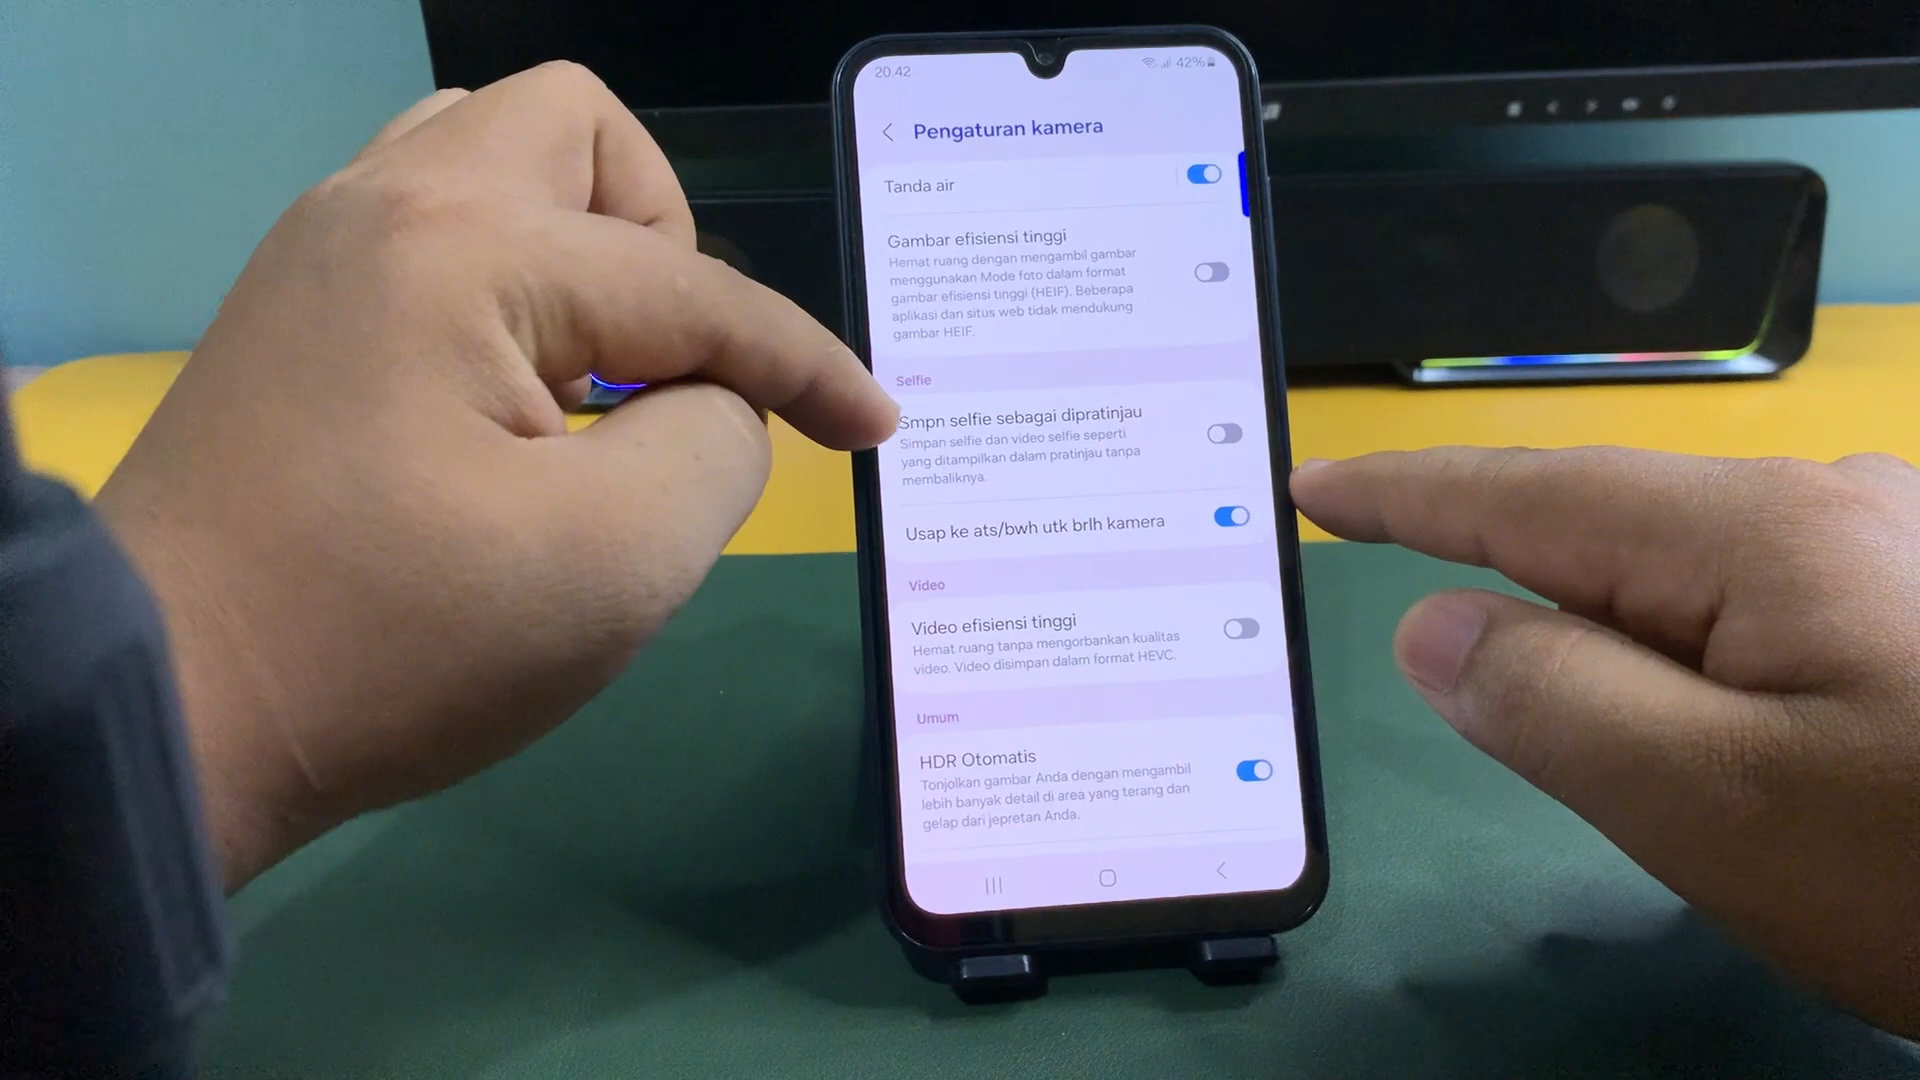 20.42
42%
Pengaturan kamera
Tanda air
Gambar efisiensi tinggi
Hemat ruang dengan mengambil gambar
menggunakan Mode foto dalam format
gambar efisiensi tinggi (HEIF). Beberapa
aplikasi dan situs web tidak mendukung
gambar HEIF.
Selfie
Smpn selfie sebagai dipratinjau
Simpan selfie dan video selfie seperti
yang ditampilkan dalam pratinjau tanpa
membaliknya.
Usap ke ats/bwh utk brlh kamera
Video
Video efisiensi tinggi
Hemat ruang tanpa mengorbankan kualitas
video. Video disimpan dalam format HEVC.
Umum
HDR Otomatis
Tonjolkan gambar Anda dengan mengambil
lebih banyak detail di area yang terang dan
gelap dari jepretan Anda.